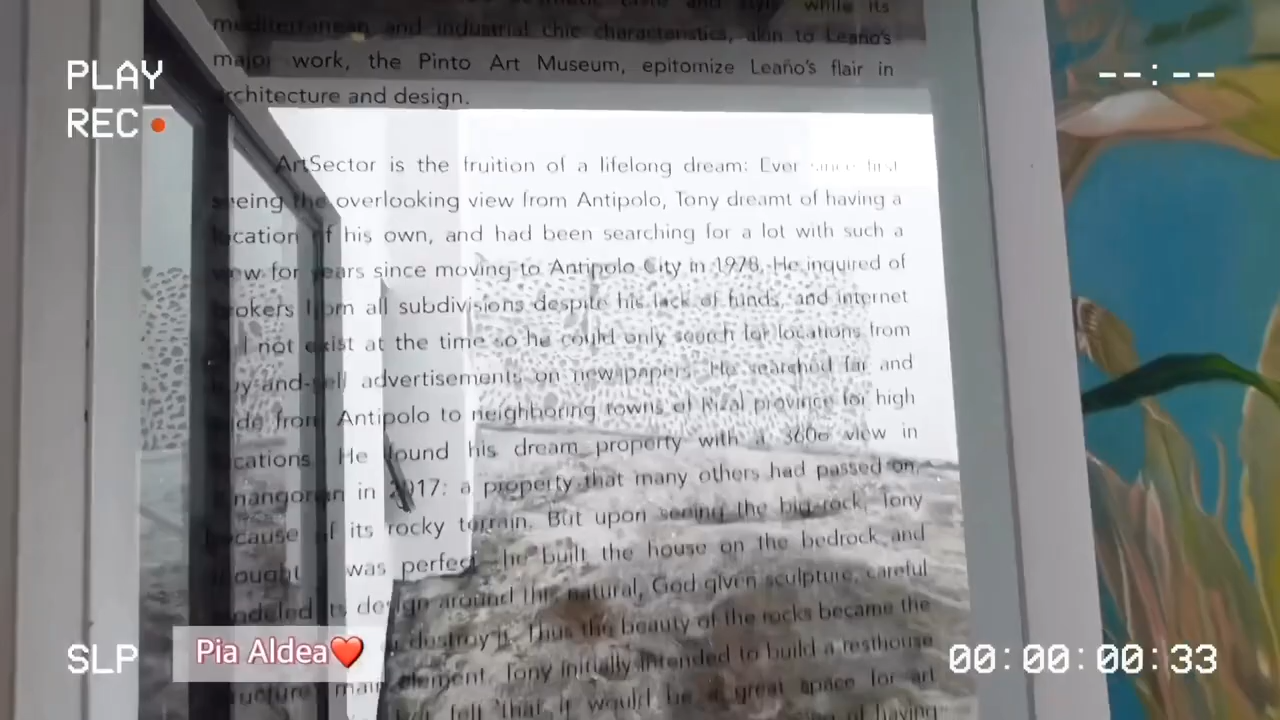 aesthetic taste and style while its
mediterranean and industrial chic characteristics, akin to Leaño's
major work, the Pinto Art Museum, epitomize Leaño's flair in
architecture and design.
PLAY
REC
--:--
ArtSector is the fruition of a lifelong dream: Ever since first
seeing the overlooking view from Antipolo, Tony dreamt of having a
location of his own, and had been searching for a lot with such a
view for years since moving to Antipolo City in 1978. He inquired of
brokers from all subdivisions despite his lack of funds, and internet
not exist at the time so he could only search for locations from
buy-and-sell advertisements on newspapers. He searched far and
wide from Antipolo to neighboring towns of Rizal province for high
locations. He found his dream property with a 360o view in
in 2017: a property that many others had passed on,
because of its rocky terrain. But upon seeing the big rock, Tony
thought was perfect, he built the house on the bedrock and
modeled its design around this natural, God given sculpture, careful
destroy it. Thus the beauty of the rocks became the
structure main element. Tony initially intended to build a resthouse
felt that it would be a great space for art
of having
SLP
Pia Aldea❤️
00:00:00:33